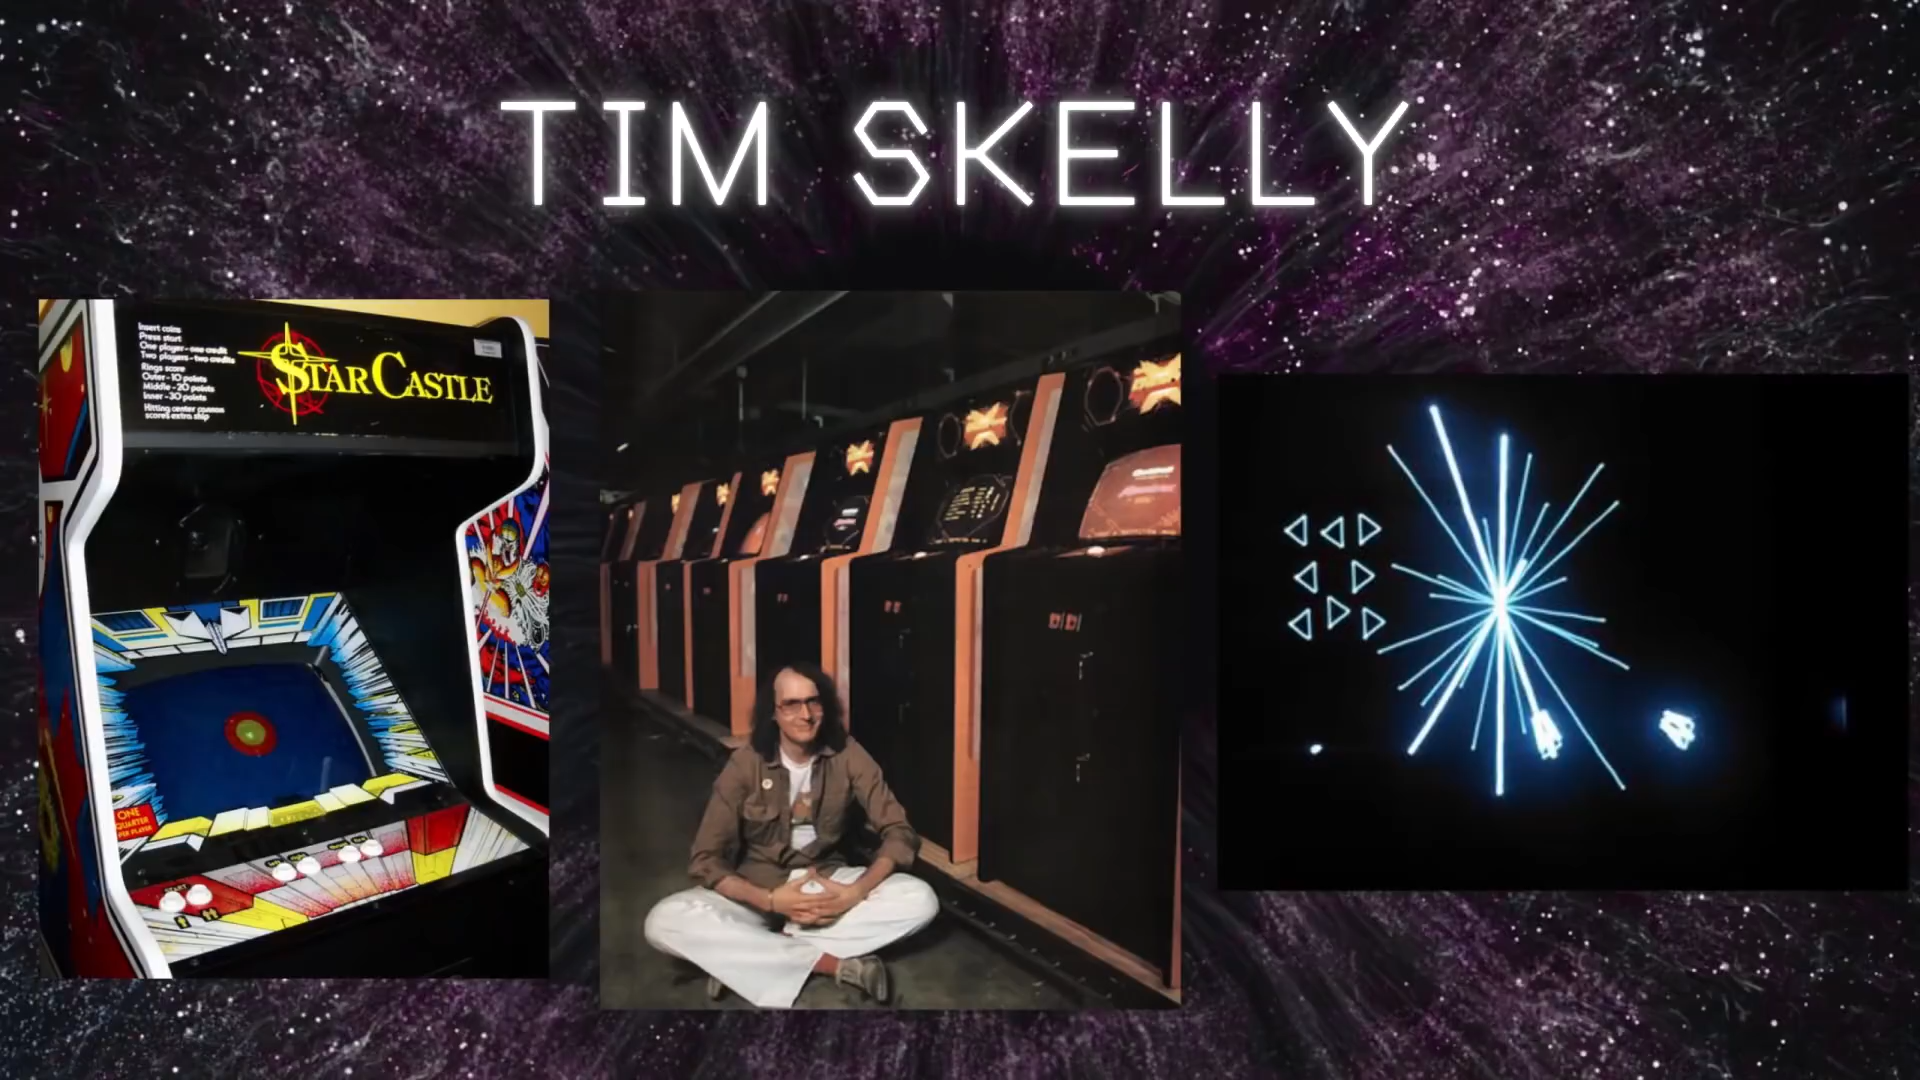 TIM SKELLY
Insert coins
Press start
One player - one credit
Two players - two credits
Rings score
Outer - 10 points
Middle - 20 points
Inner - 30 points
Hitting center cannon
scores extra ship
STAR CASTLE
ONE
QUARTER
PER PLAYER
START